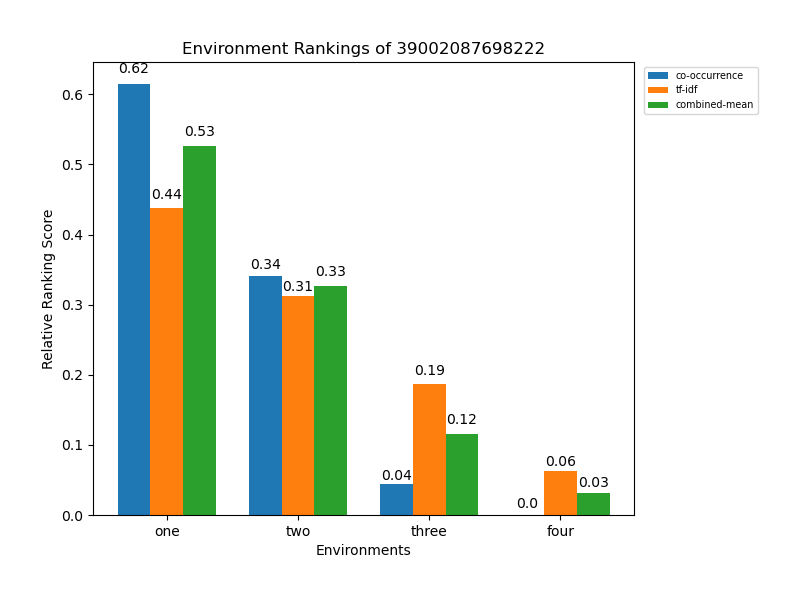 Environment Rankings of 39002087698222
co-occurrence
tf-idf
combined-mean
Relative Ranking Score
0.6
0.5
0.4
0.3
0.2
0.1
0.0
0.62
0.44
0.53
0.34
0.31
0.33
0.04
0.19
0.12
0.0
0.06
0.03
one two three four
Environments